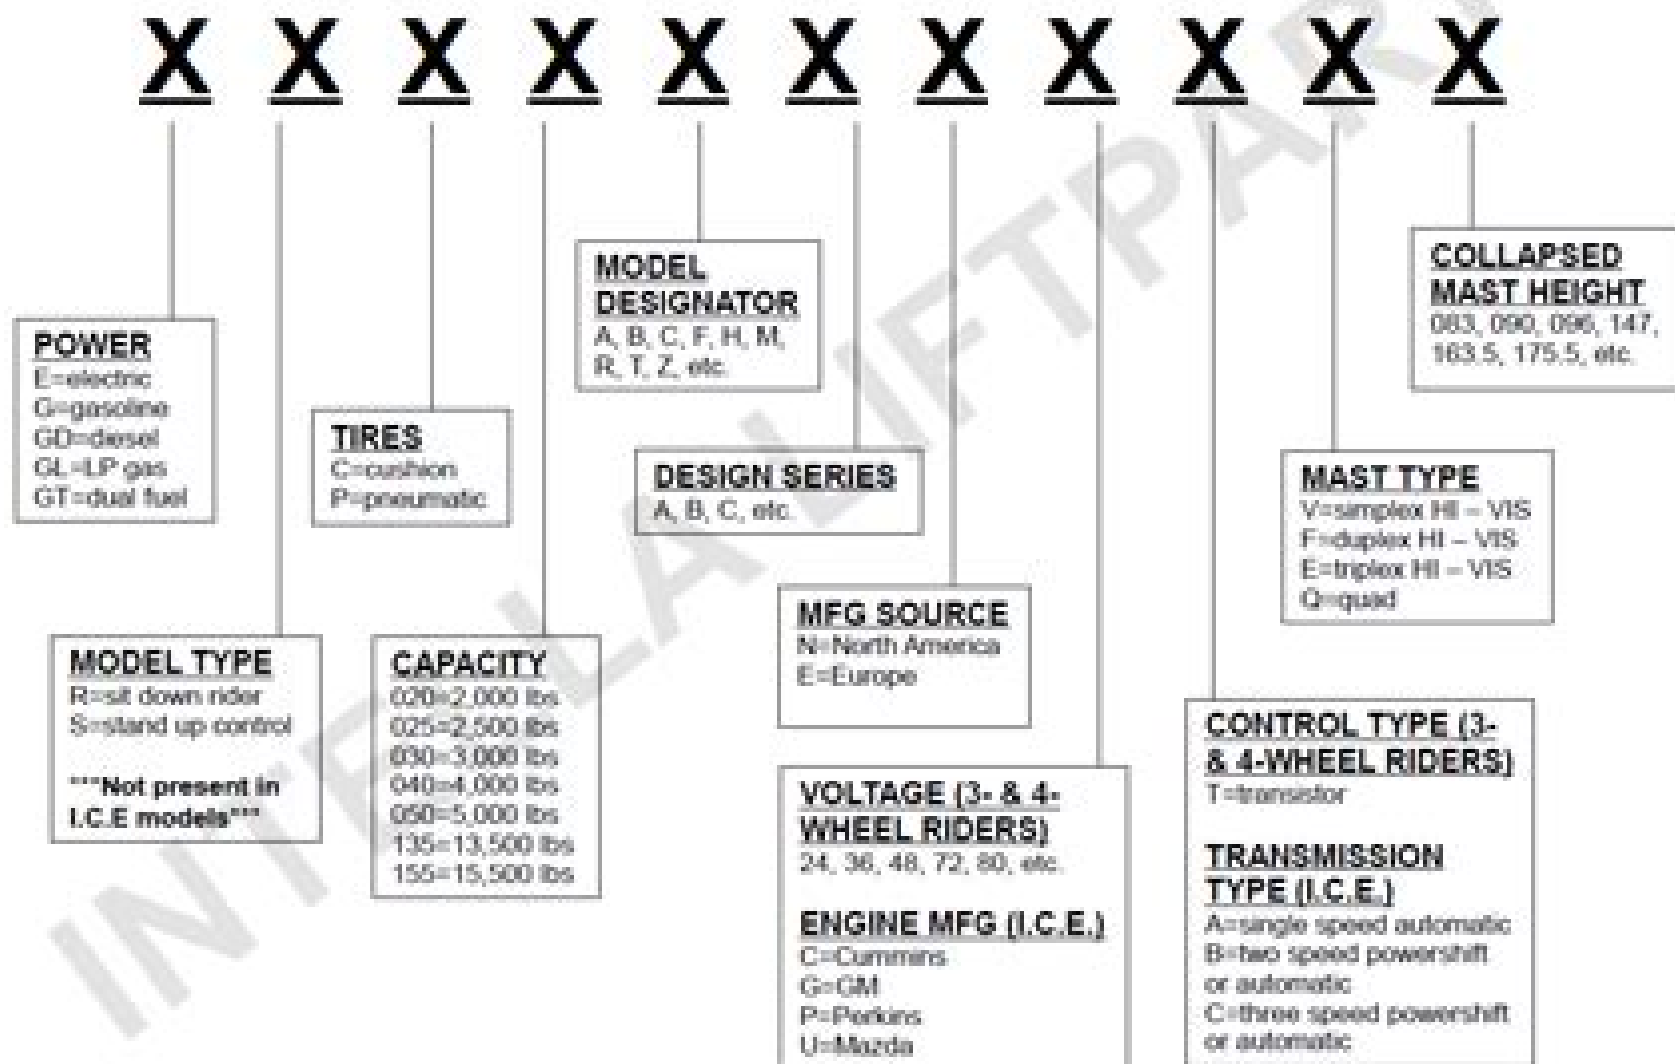 X X X X X X X X X X X
POWER
E=electric
G=gasoline
GD=diesel
GL=LP gas
GT=dual fuel
MODEL TYPE
R=sit down rider
S=stand up control
***Not present in
I.C.E models***
TIRES
C=cushion
P=pneumatic
CAPACITY
020=2,000 lbs
025=2,500 lbs
030=3,000 lbs
040=4,000 lbs
050=5,000 lbs
135=13,500 lbs
155=15,500 lbs
MODEL
DESIGNATOR
A, B, C, F, H, M,
R, T, Z, etc.
DESIGN SERIES
A, B, C, etc.
MFG SOURCE
N=North America
E=Europe
VOLTAGE (3- & 4-
WHEEL RIDERS)
24, 36, 48, 72, 80, etc.
ENGINE MFG (I.C.E.)
C=Cummins
G=GM
P=Perkins
U=Mazda
CONTROL TYPE (3-
& 4-WHEEL RIDERS)
T=transistor
TRANSMISSION
TYPE (I.C.E.)
A=single speed automatic
B=two speed powershift
or automatic
C=three speed powershift
or automatic
MAST TYPE
V=simplex HI – VIS
F=duplex HI – VIS
E=triplex HI – VIS
Q=quad
COLLAPSED
MAST HEIGHT
083, 090, 096, 147,
163.5, 175.5, etc.